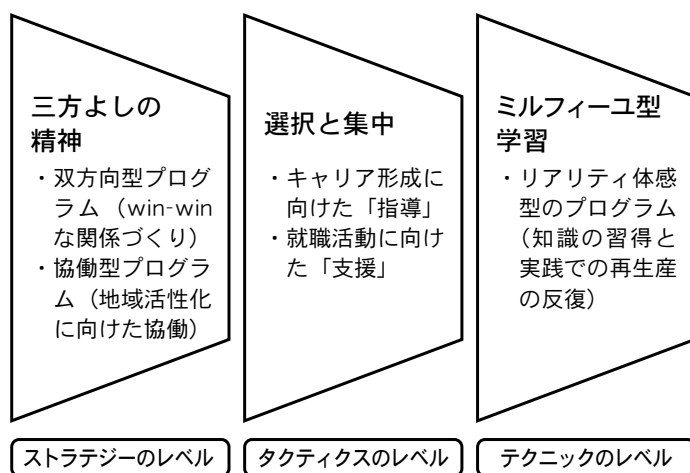 三方よしの
精神
・双方向型プログ
ラム（win-win
な関係づくり）
・協働型プログラ
ム（地域活性化
に向けた協働）
選択と集中
・キャリア形成に
向けた「指導」
・就職活動に向け
た「支援」
ミルフィーユ型
学習
・リアリティ体感
型のプログラム
（知識の習得と
実践での再生産
の反復）
ストラテジーのレベル
タクティクスのレベル
テクニックのレベル